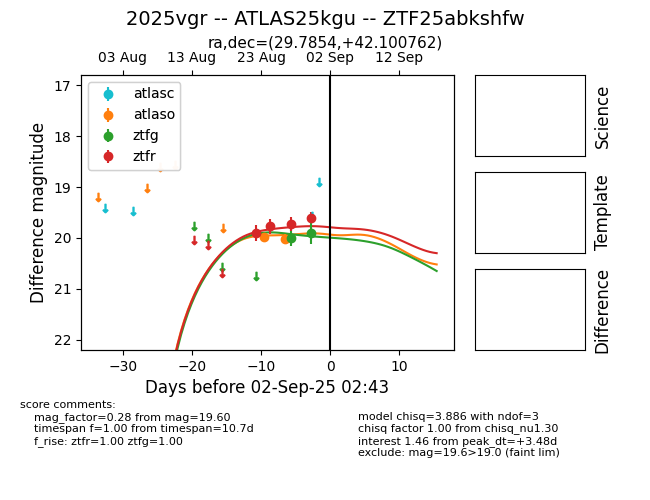 2025vgr -- ATLAS25kgu -- ZTF25abkshfw
ra,dec=(29.7854,+42.100762)
03 Aug 13 Aug 23 Aug 02 Sep 12 Sep
atlasc
atlaso
ztfg
ztfr
17
18
19
20
21
22
Difference magnitude
−30 −20 −10 0 10
Days before 02-Sep-25 02:43
Science
Template
Difference
score comments:
mag_factor=0.28 from mag=19.60
timespan f=1.00 from timespan=10.7d
f_rise: ztfr=1.00 ztfg=1.00
model chisq=3.886 with ndof=3
chisq factor 1.00 from chisq_nu1.30
interest 1.46 from peak_dt=+3.48d
exclude: mag=19.6>19.0 (faint lim)